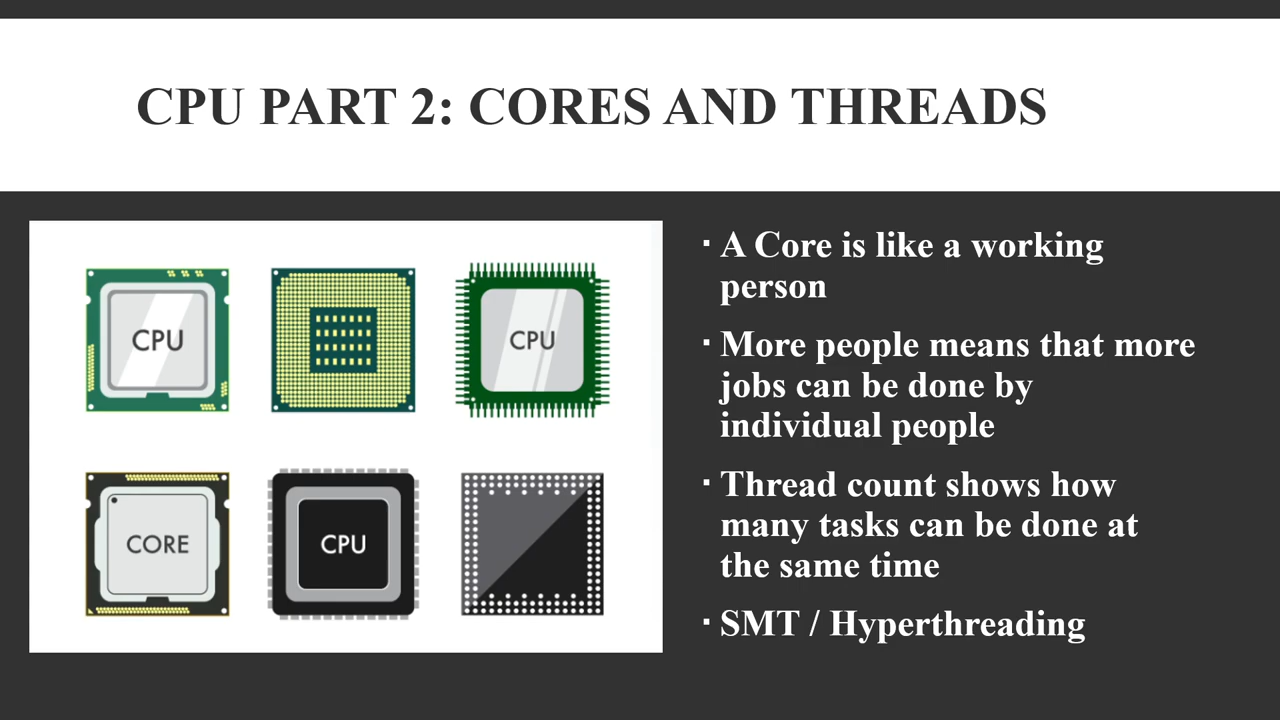 CPU PART 2: CORES AND THREADS
CPU
CPU
CORE
CPU
▪ A Core is like a working
person
▪ More people means that more
jobs can be done by
individual people
▪ Thread count shows how
many tasks can be done at
the same time
▪ SMT / Hyperthreading